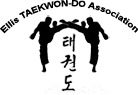 Ellis TAEKWON-DO Association
태
권
도